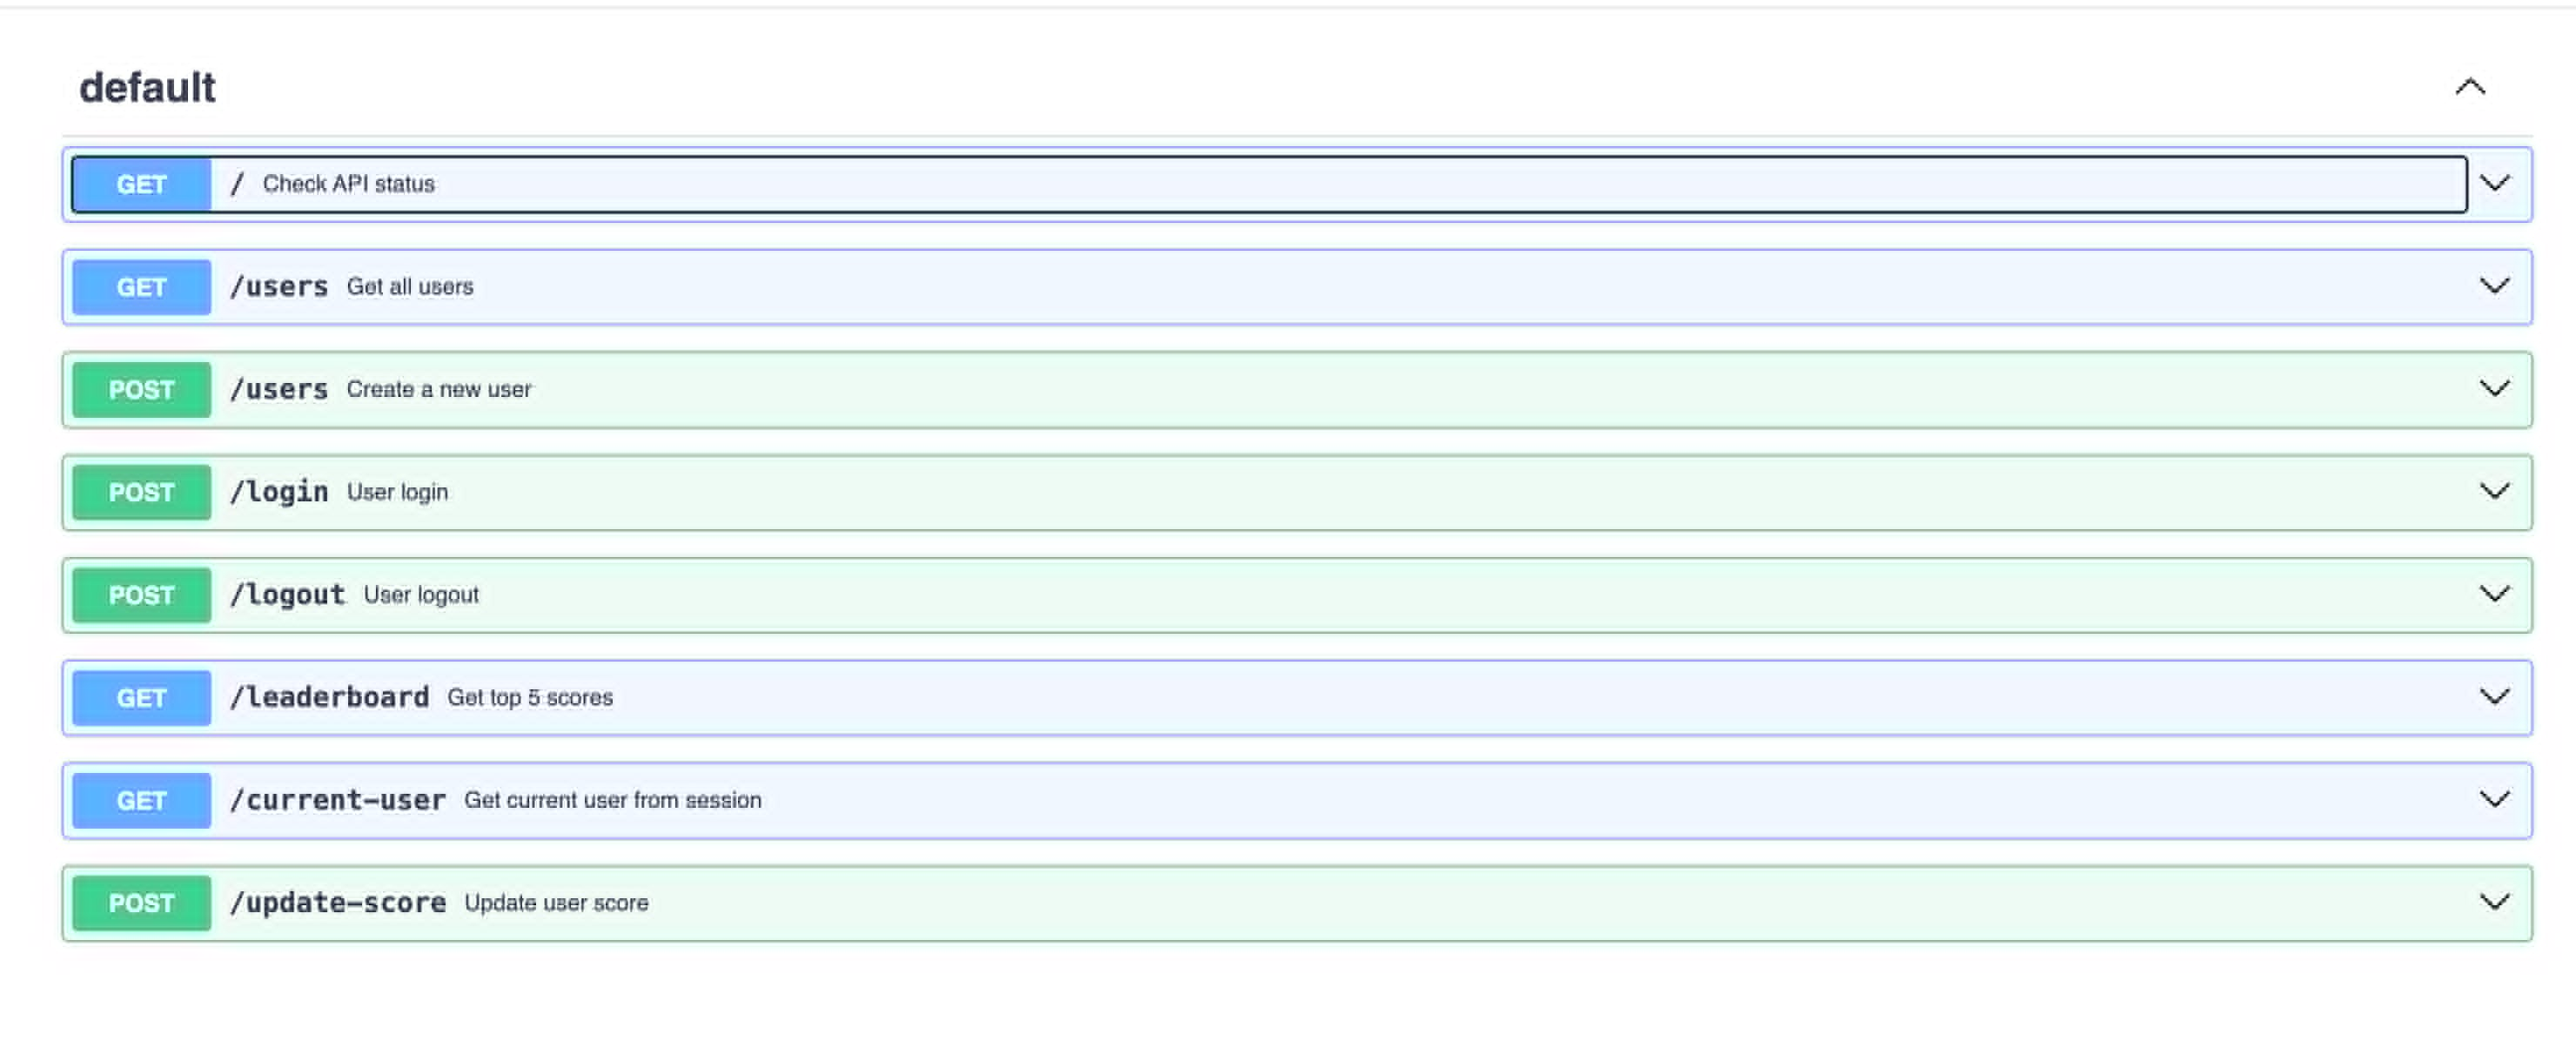 default
GET / Check API status
GET /users Get all users
POST /users Create a new user
POST /login User login
POST /logout User logout
GET /leaderboard Get top 5 scores
GET /current-user Get current user from session
POST /update-score Update user score